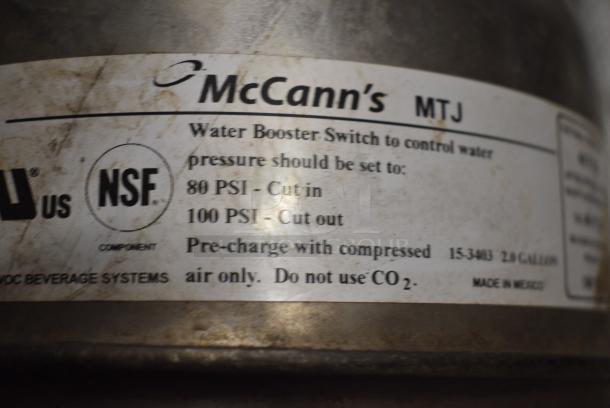 McCann's MTJ
Water Booster Switch to control water
pressure should be set to:
80 PSI - Cut in
100 PSI - Cut out
Pre-charge with compressed
air only. Do not use CO2.
15-3403 2.0 GALLON
MADE IN MEXICO
US
NSF.
COMPONENT
BEVERAGE SYSTEMS